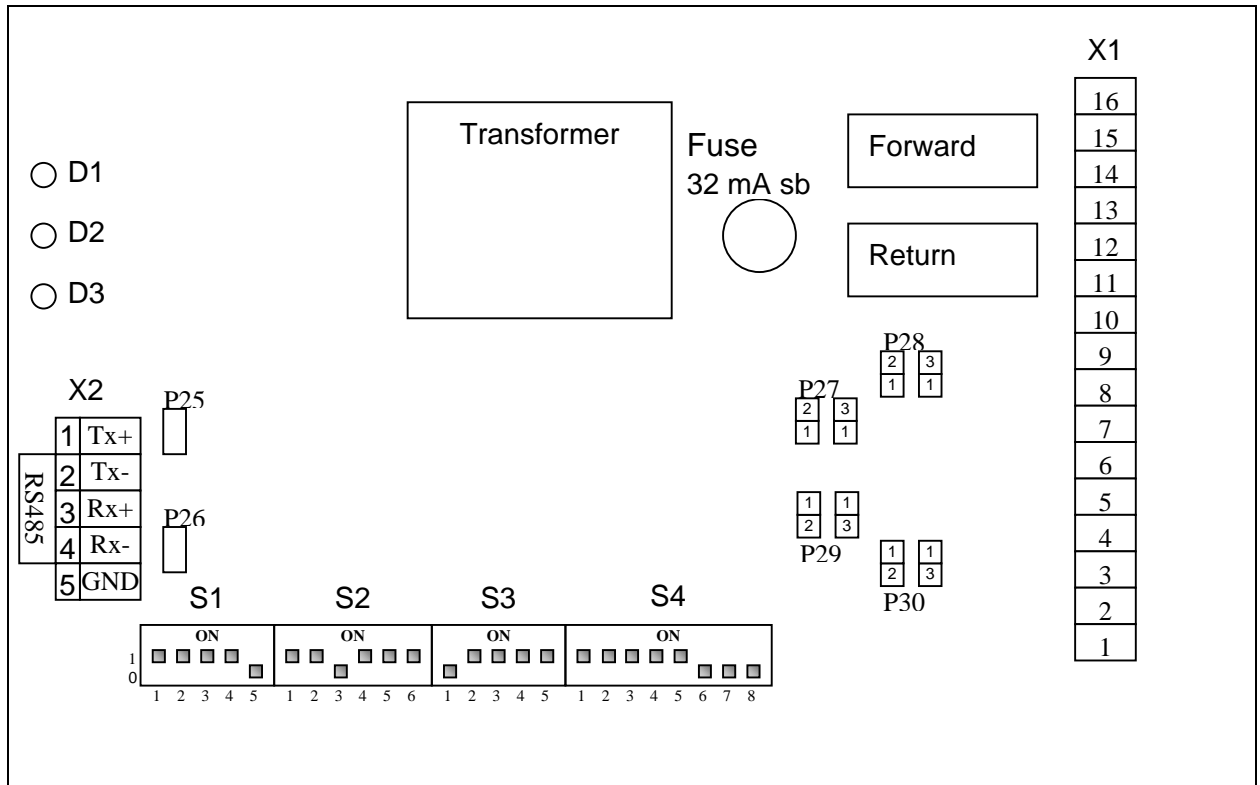 X1
16
15
14
13
12
11
10
9
8
7
6
5
4
3
2
1
Transformer
Fuse
32 mA sb
Forward
Return
D1
D2
D3
P28
2 3
1 1
P27
2 3
1 1
1 1
2 3
P29
1 1
2 3
P30
X2
P25
1 Tx+
2 Tx-
3 Rx+
4 Rx-
5 GND
RS485
P26
S1 S2 S3 S4
ON ON ON ON
1
0
1 2 3 4 5 1 2 3 4 5 6 1 2 3 4 5 1 2 3 4 5 6 7 8